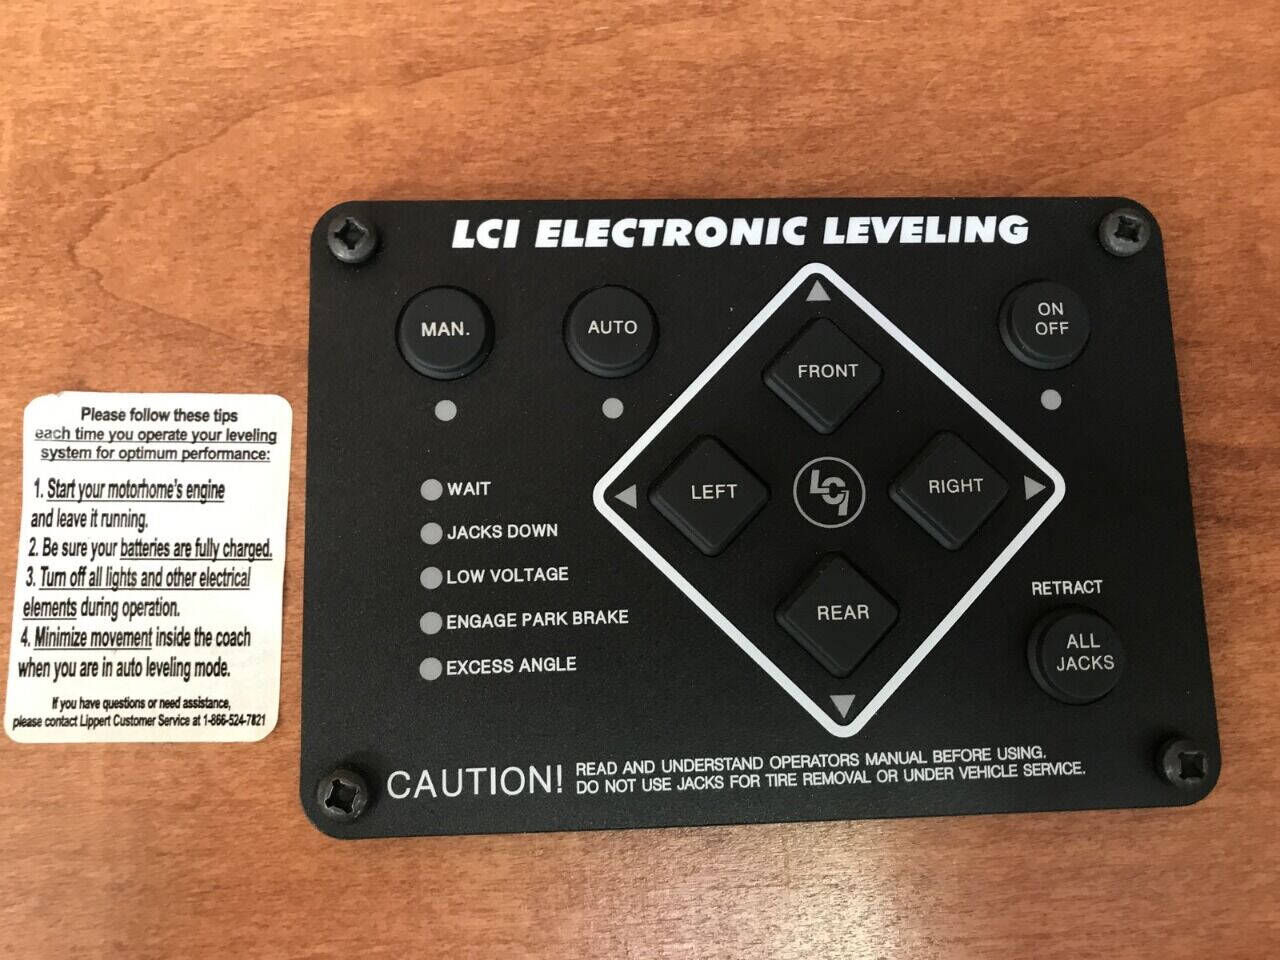 LCI ELECTRONIC LEVELING
MAN.
AUTO
ON
OFF
FRONT
LEFT
LCI
RIGHT
REAR
WAIT
JACKS DOWN
LOW VOLTAGE
ENGAGE PARK BRAKE
EXCESS ANGLE
RETRACT
ALL
JACKS
CAUTION!
READ AND UNDERSTAND OPERATORS MANUAL BEFORE USING.
DO NOT USE JACKS FOR TIRE REMOVAL OR UNDER VEHICLE SERVICE.
Please follow these tips
each time you operate your leveling
system for optimum performance:
1. Start your motorhome's engine
and leave it running.
2. Be sure your batteries are fully charged.
3. Turn off all lights and other electrical
elements during operation.
4. Minimize movement inside the coach
when you are in auto leveling mode.
If you have questions or need assistance,
please contact Lippert Customer Service at 1-866-524-7821